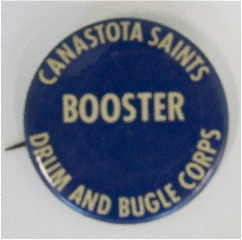 CANASTOTA SAINTS
BOOSTER
DRUM AND BUGLE CORPS